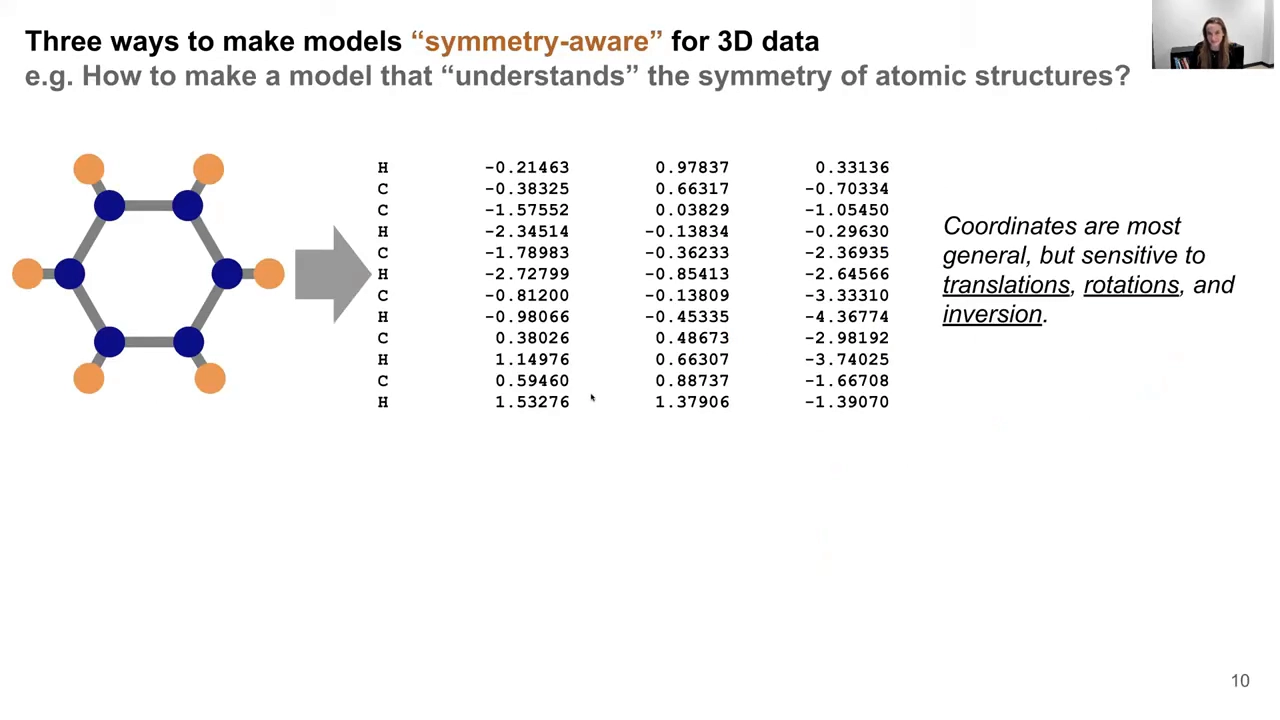 Three ways to make models “symmetry-aware” for 3D data
e.g. How to make a model that “understands” the symmetry of atomic structures?
H -0.21463 0.97837 0.33136
C -0.38325 0.66317 -0.70334
C -1.57552 0.03829 -1.05450
H -2.34514 -0.13834 -0.29630
C -1.78983 -0.36233 -2.36935
H -2.72799 -0.85413 -2.64566
C -0.81200 -0.13809 -3.33310
H -0.98066 -0.45335 -4.36774
C 0.38026 0.48673 -2.98192
H 1.14976 0.66307 -3.74025
C 0.59460 0.88737 -1.66708
H 1.53276 1.37906 -1.39070
Coordinates are most
general, but sensitive to
translations, rotations, and
inversion.
10